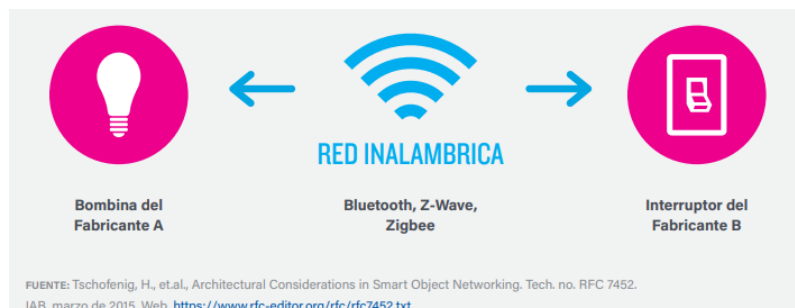 RED INALAMBRICA
Bombina del
Fabricante A
Bluetooth, Z-Wave,
Zigbee
Interruptor del
Fabricante B
FUENTE: Tschofenig, H., et.al., Architectural Considerations in Smart Object Networking. Tech. no. RFC 7452.
IAB, marzo de 2015. Web. https://www.rfc-editor.org/rfc/rfc7452.txt